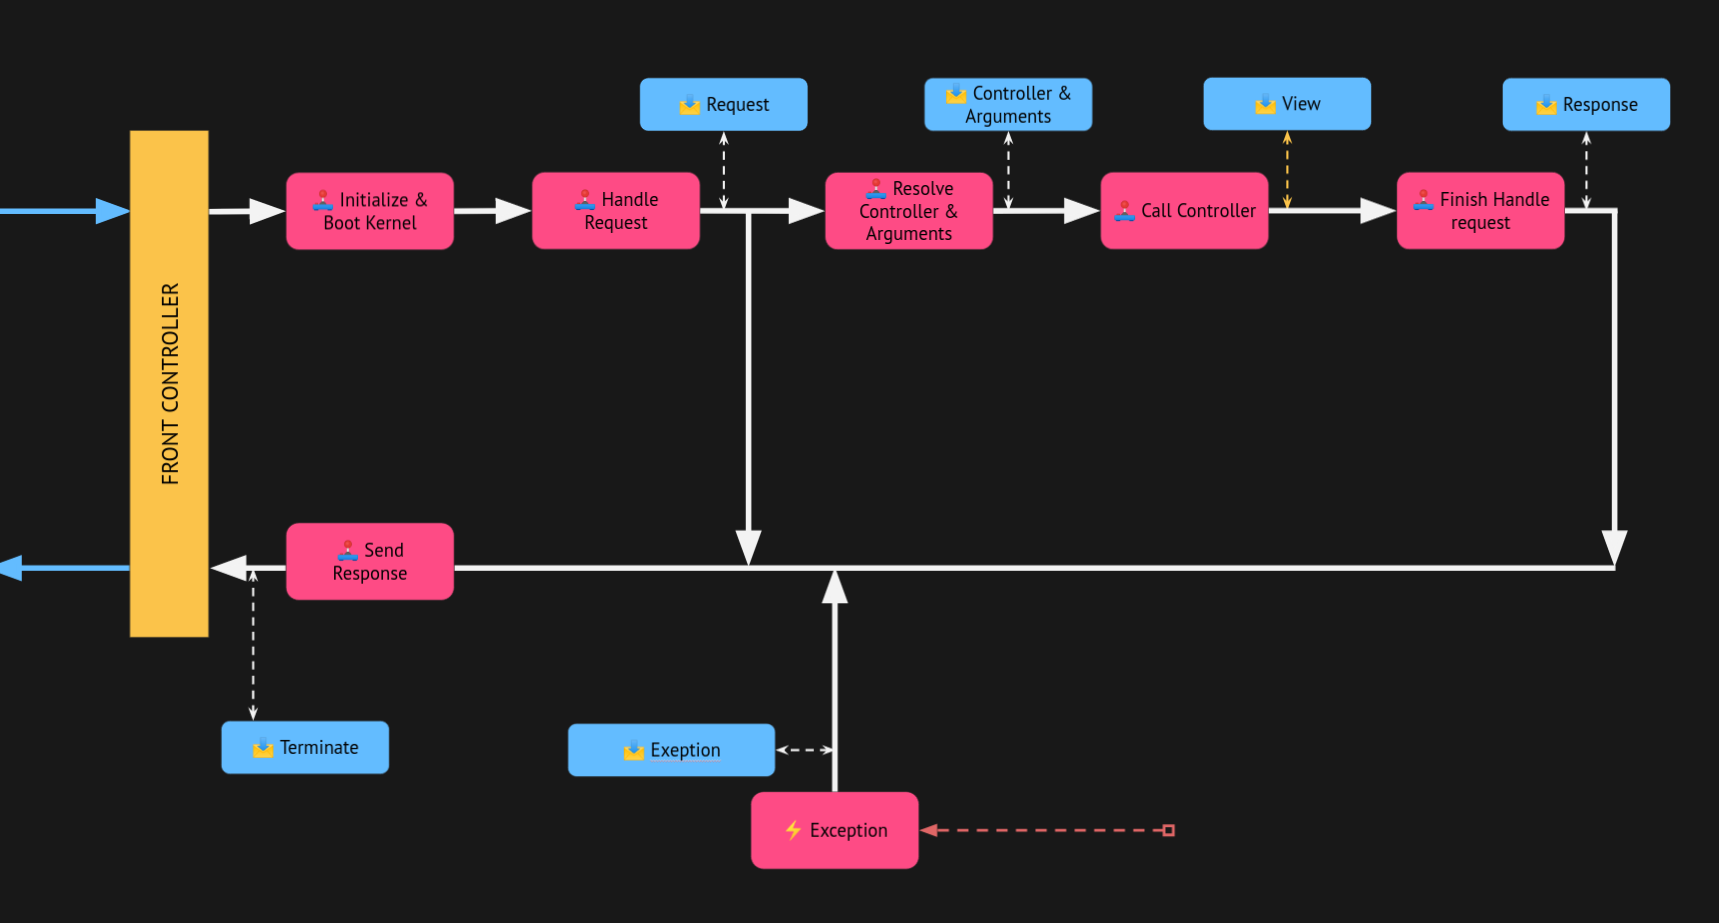 Request
Controller &
Arguments
View
Response
FRONT CONTROLLER
Initialize &
Boot Kernel
Handle
Request
Resolve
Controller &
Arguments
Call Controller
Finish Handle
request
Send
Response
Terminate
Exeption
Exception